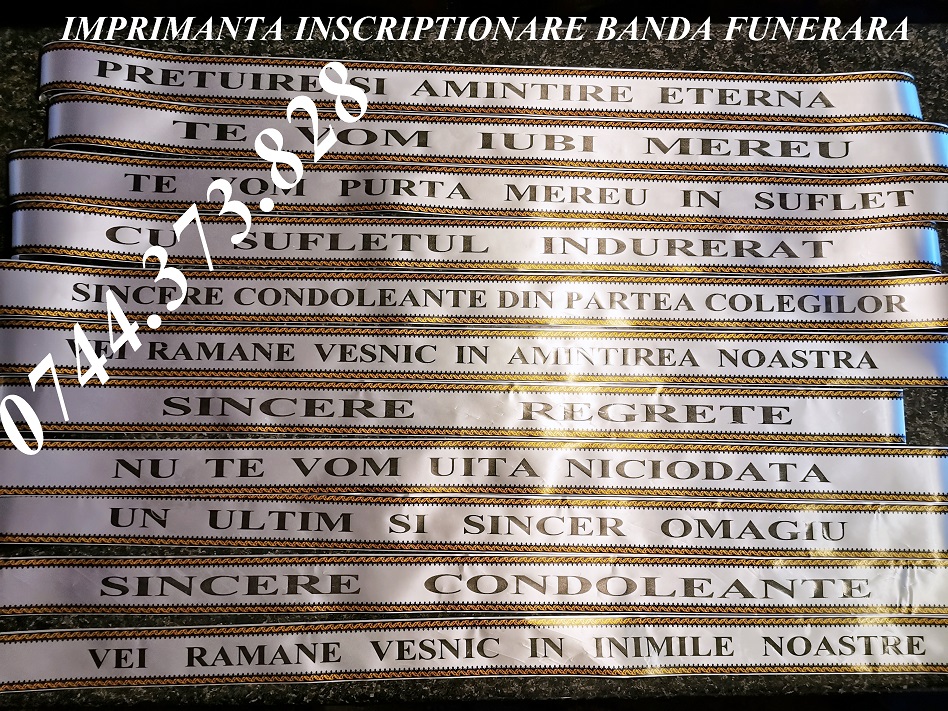 IMPRIMANTA INSCRIPTIONARE BANDA FUNERARA
PRETUIRE SI AMINTIRE ETERNA
TE VOM IUBI MEREU
TE VOM PURTA MEREU IN SUFLET
CU SUFLETUL INDURERAT
SINCERE CONDOLEANTE DIN PARTEA COLEGILOR
VEI RAMANE VESNIC IN AMINTIREA NOASTRA
SINCERE REGRETE
NU TE VOM UITA NICIODATA
UN ULTIM SI SINCER OMAGIU
SINCERE CONDOLEANTE
VEI RAMANE VESNIC IN INIMILE NOASTRE
0744.373.828